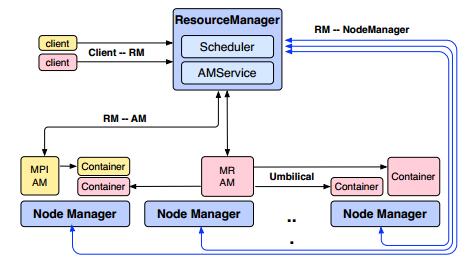 ResourceManager
RM -- NodeManager
client
Scheduler
Client -- RM
client
AMService
RM -- AM
MPI
AM
Container
Container
MR
AM
Umbilical
Container
Container
Node Manager
Node Manager
..
.
Node Manager